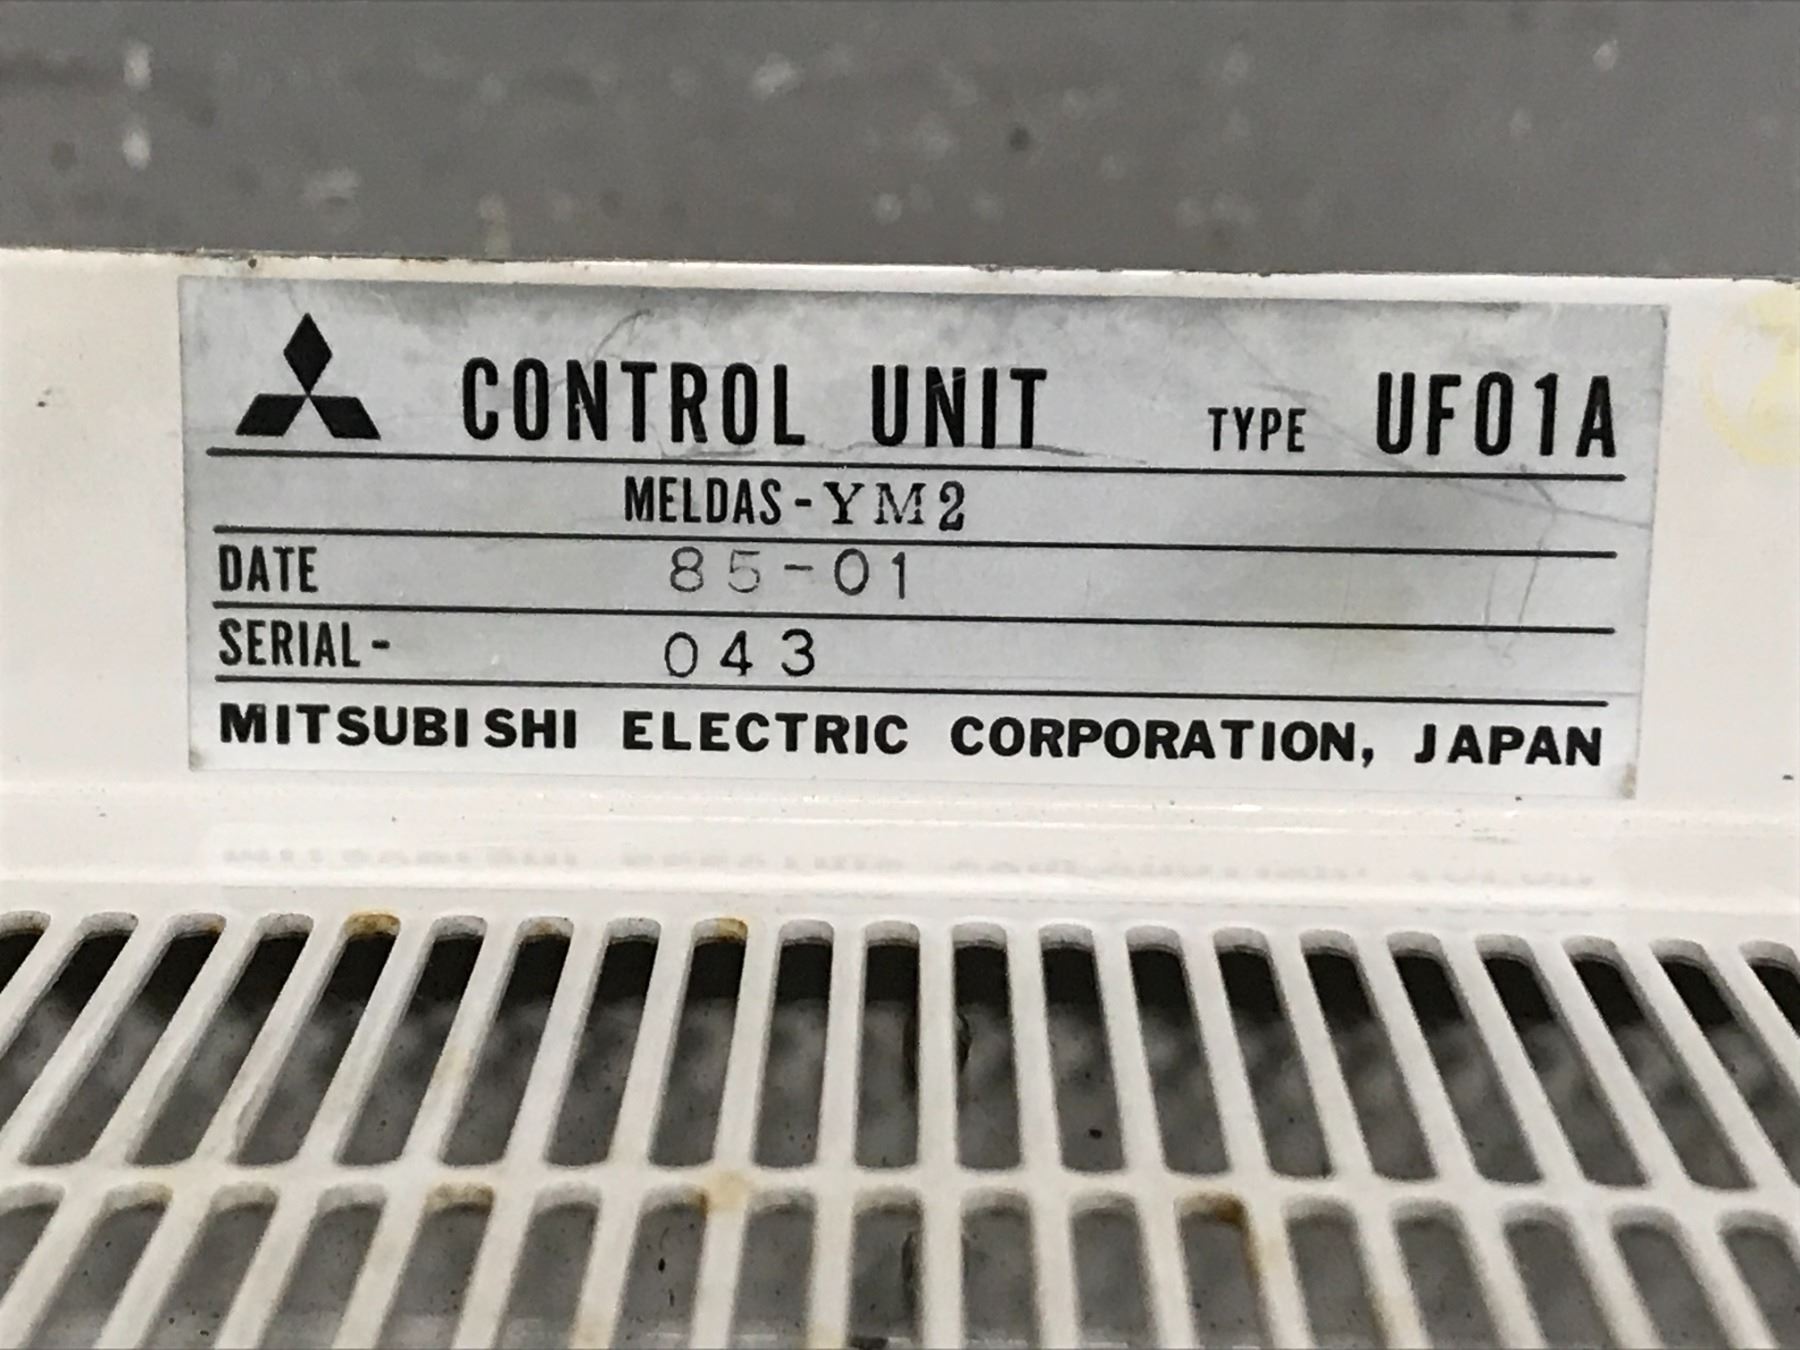 CONTROL UNIT TYPE UF01A
MELDAS-YM2
DATE 85-01
SERIAL- 043
MITSUBISHI ELECTRIC CORPORATION, JAPAN